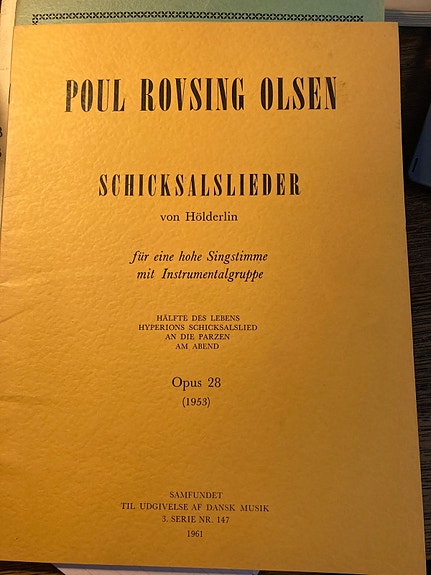 POUL ROVSING OLSEN
SCHICKSALSLIEDER
von Hölderlin
für eine hohe Singstimme
mit Instrumentalgruppe
HÄLFTE DES LEBENS
HYPERIONS SCHICKSALSLIED
AN DIE PARZEN
AM ABEND
Opus 28
(1953)
SAMFUNDET
TIL UDGIVELSE AF DANSK MUSIK
3. SERIE NR. 147
1961